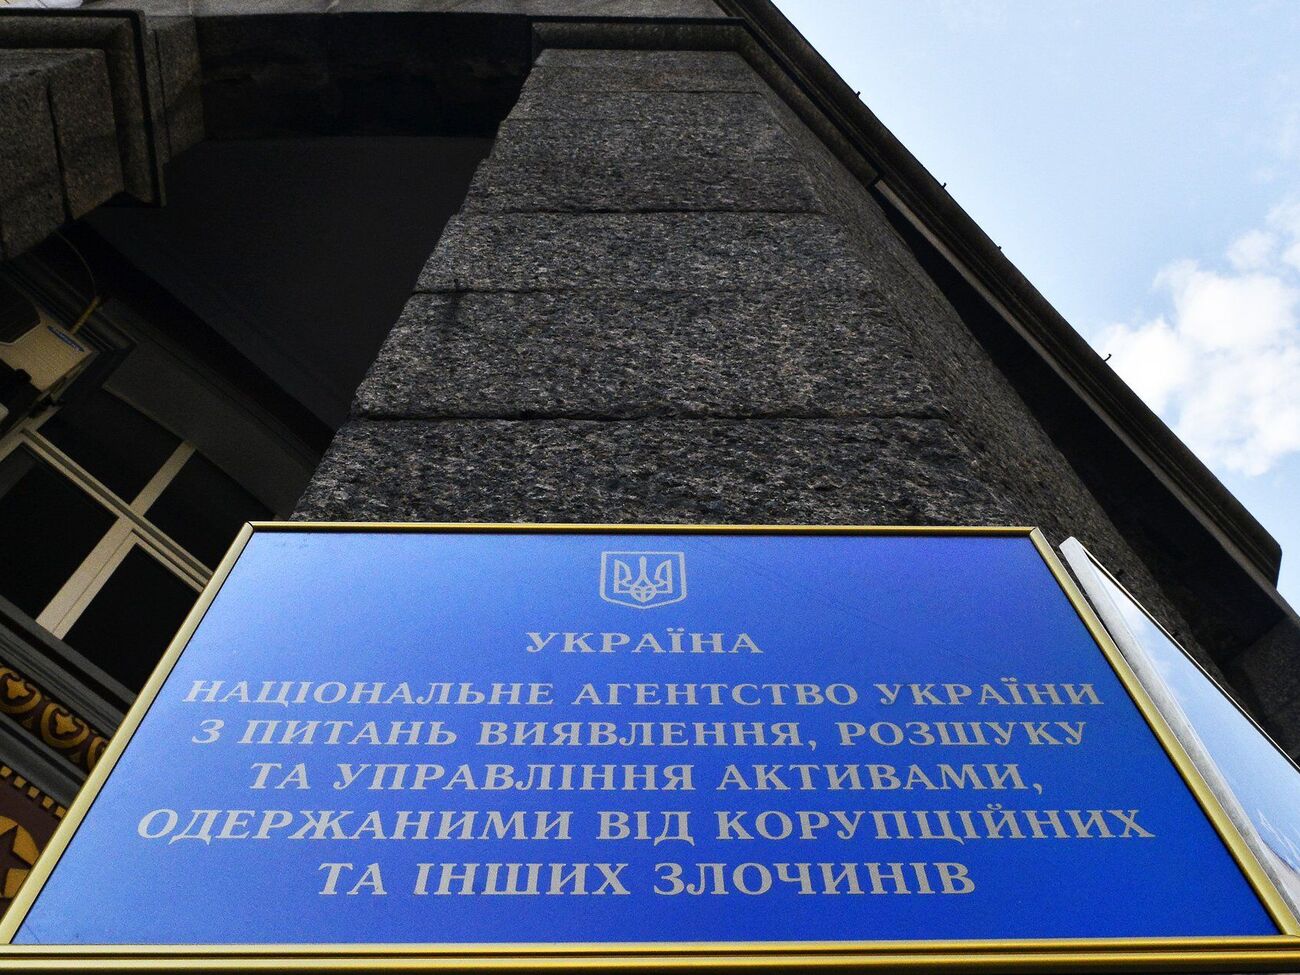 УКРАЇНА
НАЦІОНАЛЬНЕ АГЕНТСТВО УКРАЇНИ
З ПИТАНЬ ВИЯВЛЕННЯ, РОЗШУКУ
ТА УПРАВЛІННЯ АКТИВАМИ,
ОДЕРЖАНИМИ ВІД КОРУПЦІЙНИХ
ТА ІНШИХ ЗЛОЧИНІВ